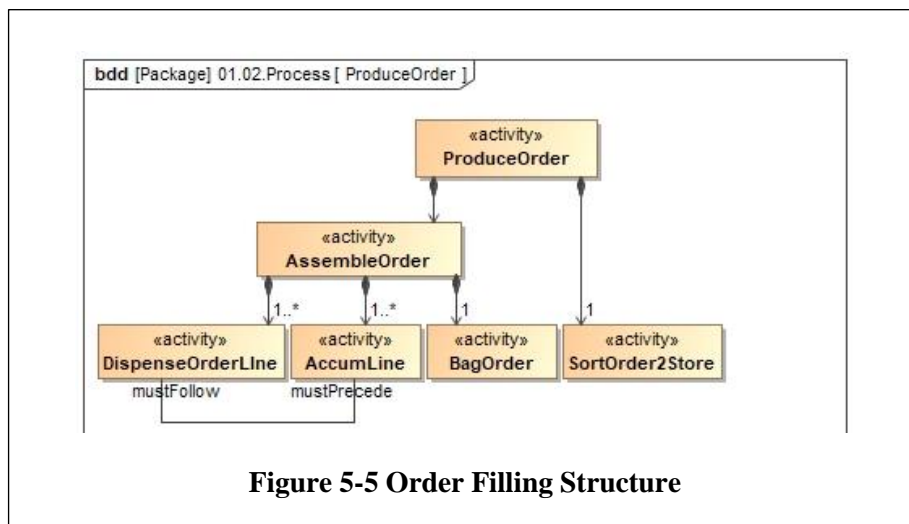 bdd [Package] 01.02.Process [ ProduceOrder ]
«activity»
ProduceOrder
«activity»
AssembleOrder
1..*
1..*
1
1
«activity»
DispenseOrderLIne
«activity»
AccumLine
«activity»
BagOrder
«activity»
SortOrder2Store
mustFollow
mustPrecede
Figure 5-5 Order Filling Structure